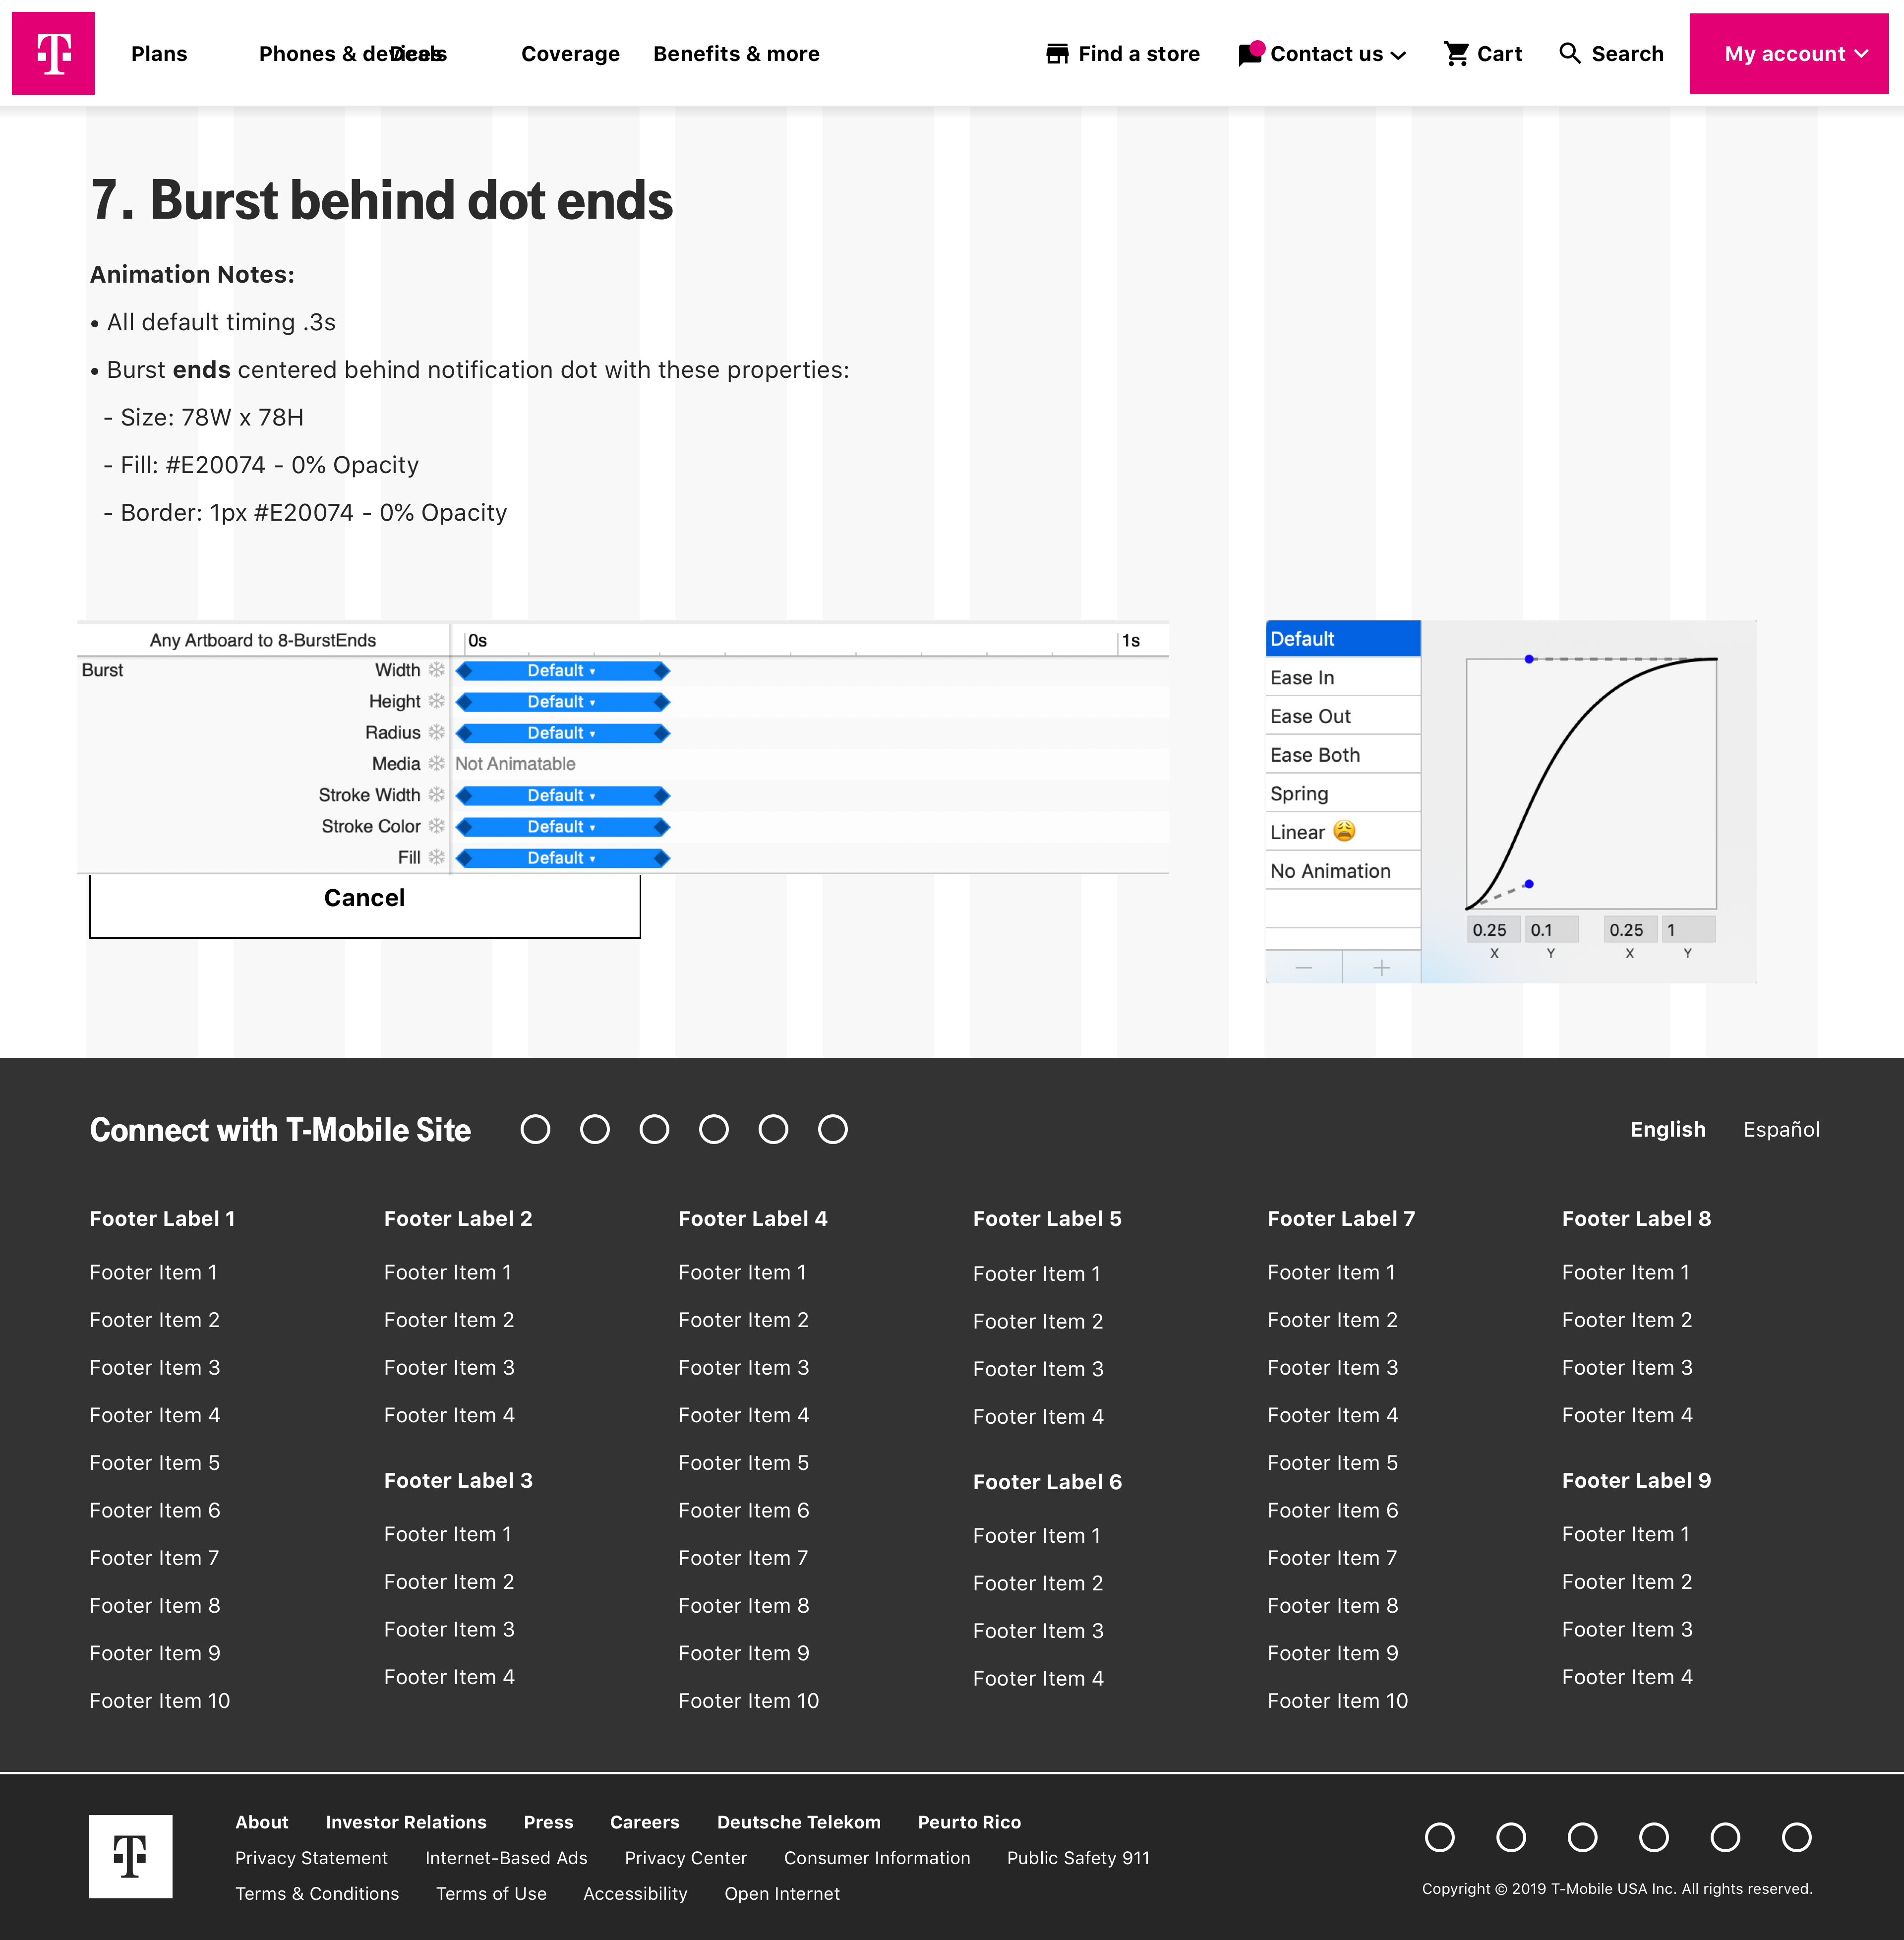 T Plans Phones & devices Deals Coverage Benefits & more Find a store Contact us Cart Search My account
7. Burst behind dot ends
Animation Notes:
• All default timing .3s
• Burst ends centered behind notification dot with these properties:
- Size: 78W x 78H
- Fill: #E20074 - 0% Opacity
- Border: 1px #E20074 - 0% Opacity
Any Artboard to 8-BurstEnds 0s 1s
Burst Width Default
Height Default
Radius Default
Media Not Animatable
Stroke Width Default
Stroke Color Default
Fill Default
Cancel
Default
Ease In
Ease Out
Ease Both
Spring
Linear 😩
No Animation
0.25 0.1 0.25 1
X Y X Y
Connect with T-Mobile Site English Español
Footer Label 1
Footer Item 1
Footer Item 2
Footer Item 3
Footer Item 4
Footer Item 5
Footer Item 6
Footer Item 7
Footer Item 8
Footer Item 9
Footer Item 10
Footer Label 2
Footer Item 1
Footer Item 2
Footer Item 3
Footer Item 4
Footer Label 3
Footer Item 1
Footer Item 2
Footer Item 3
Footer Item 4
Footer Label 4
Footer Item 1
Footer Item 2
Footer Item 3
Footer Item 4
Footer Item 5
Footer Item 6
Footer Item 7
Footer Item 8
Footer Item 9
Footer Item 10
Footer Label 5
Footer Item 1
Footer Item 2
Footer Item 3
Footer Item 4
Footer Label 6
Footer Item 1
Footer Item 2
Footer Item 3
Footer Item 4
Footer Label 7
Footer Item 1
Footer Item 2
Footer Item 3
Footer Item 4
Footer Item 5
Footer Item 6
Footer Item 7
Footer Item 8
Footer Item 9
Footer Item 10
Footer Label 8
Footer Item 1
Footer Item 2
Footer Item 3
Footer Item 4
Footer Label 9
Footer Item 1
Footer Item 2
Footer Item 3
Footer Item 4
T
About Investor Relations Press Careers Deutsche Telekom Peurto Rico
Privacy Statement Internet-Based Ads Privacy Center Consumer Information Public Safety 911
Terms & Conditions Terms of Use Accessibility Open Internet
Copyright © 2019 T-Mobile USA Inc. All rights reserved.